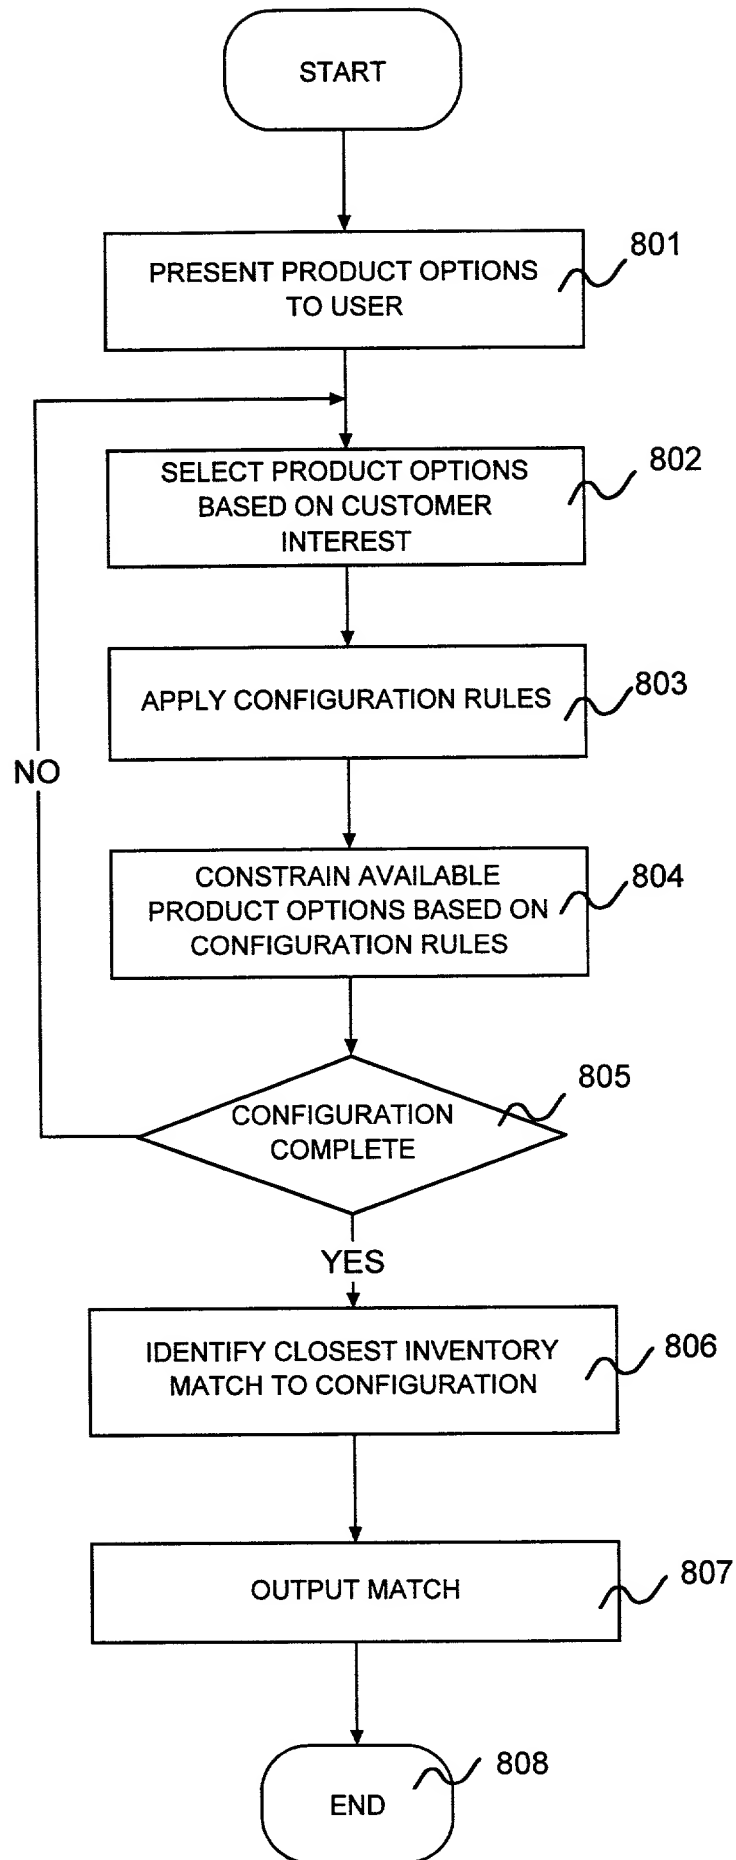 START
801
PRESENT PRODUCT OPTIONS
TO USER
802
SELECT PRODUCT OPTIONS
BASED ON CUSTOMER
INTEREST
803
APPLY CONFIGURATION RULES
NO
804
CONSTRAIN AVAILABLE
PRODUCT OPTIONS BASED ON
CONFIGURATION RULES
805
CONFIGURATION
COMPLETE
YES
806
IDENTIFY CLOSEST INVENTORY
MATCH TO CONFIGURATION
807
OUTPUT MATCH
808
END